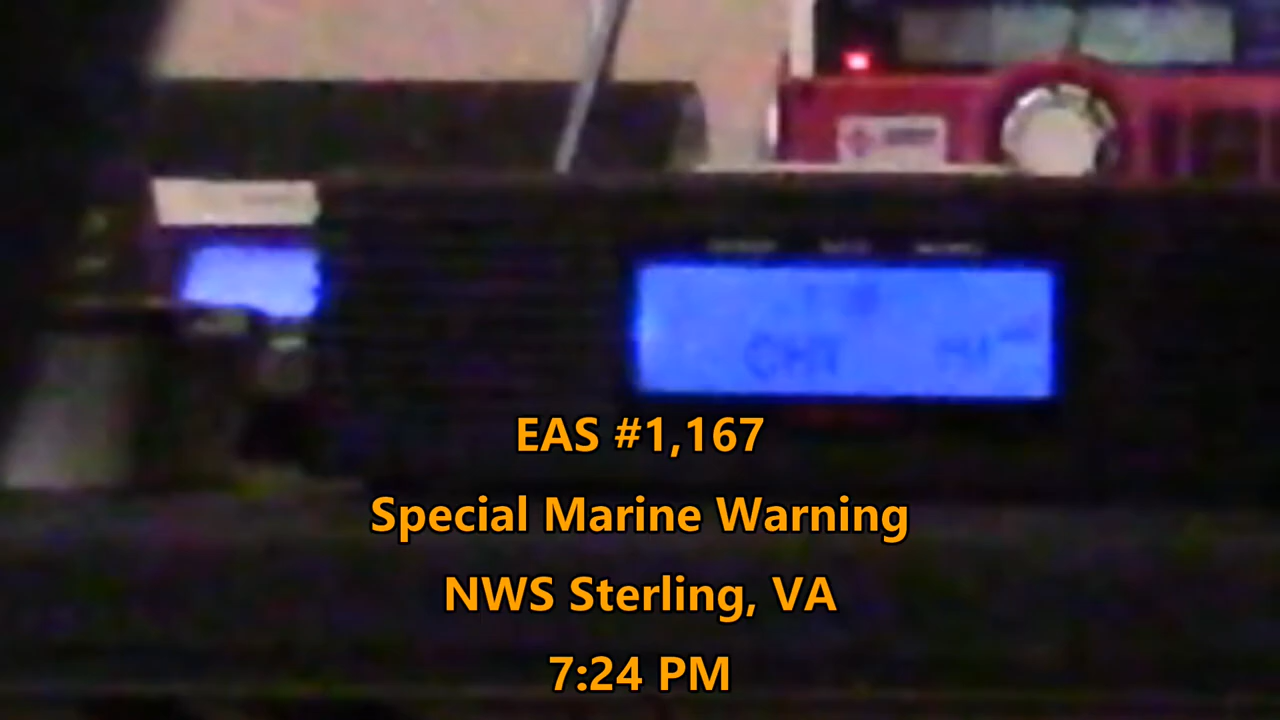 EAS #1,167
Special Marine Warning
NWS Sterling, VA
7:24 PM